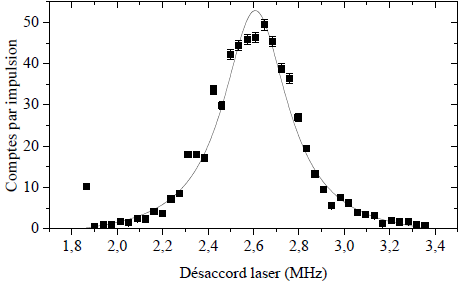 Comptes par impulsion
50
40
30
20
10
0
1,8 2,0 2,2 2,4 2,6 2,8 3,0 3,2 3,4
Désaccord laser (MHz)